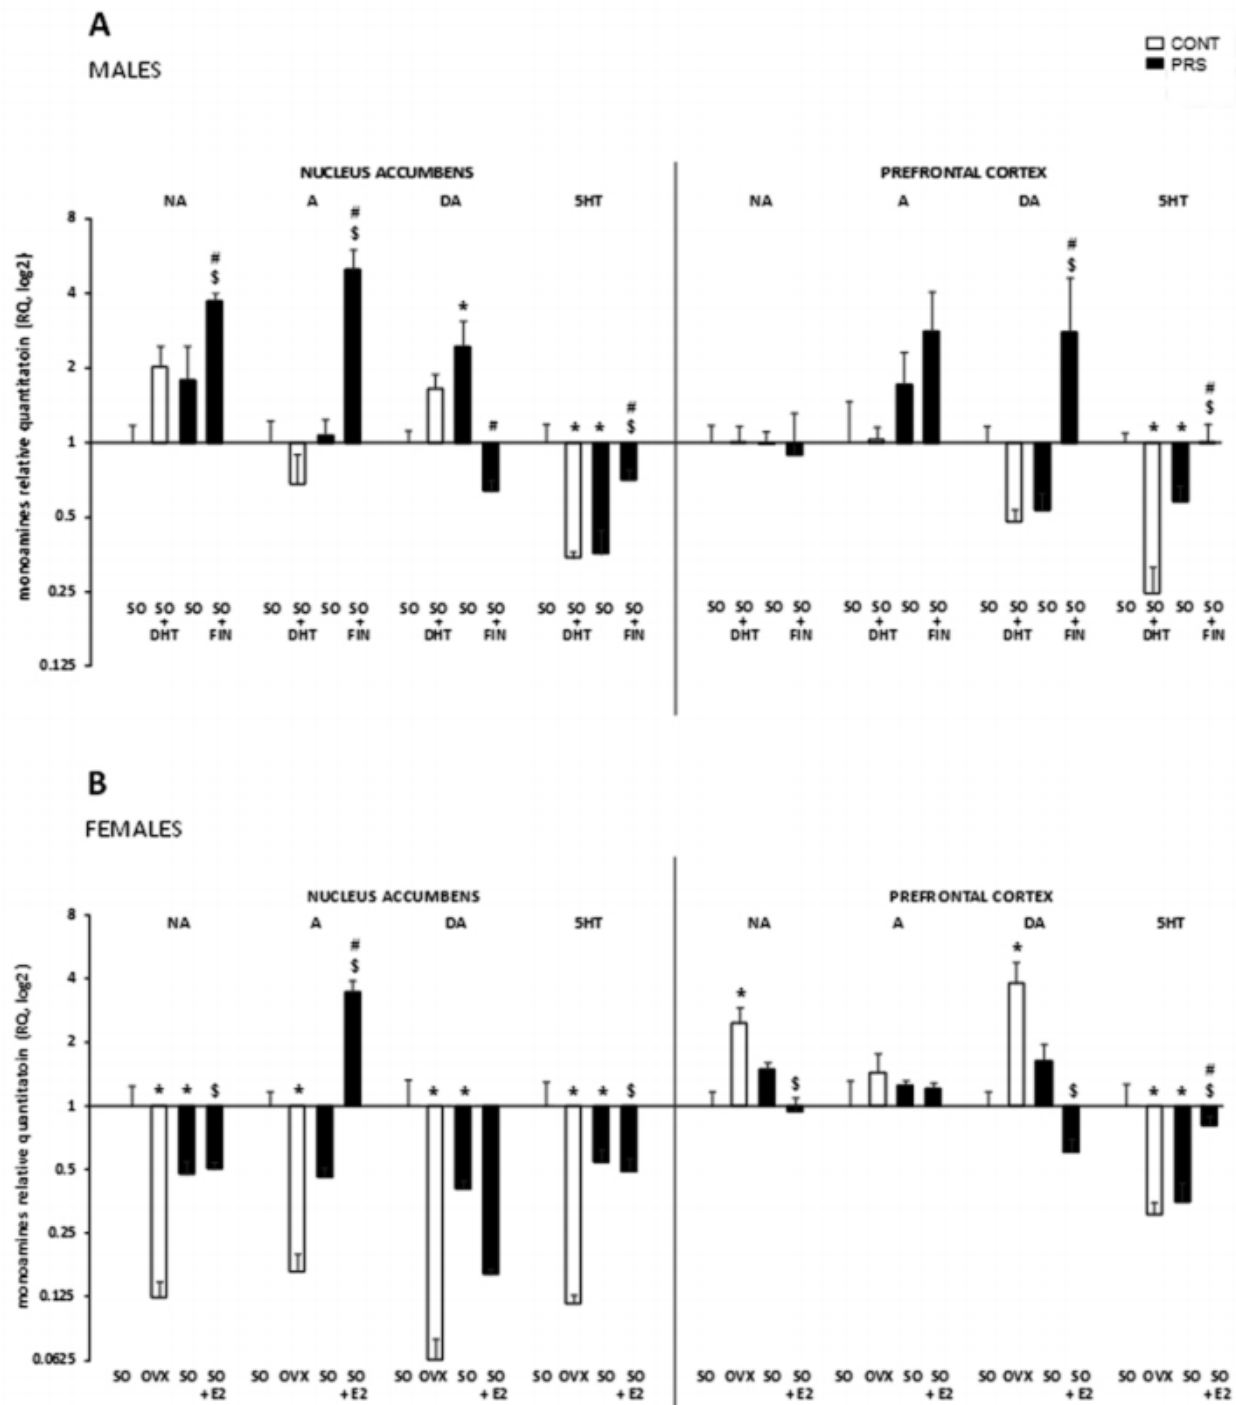 A
MALES
CONT
PRS
NUCLEUS ACCUMBENS PREFRONTAL CORTEX
NA A DA 5HT NA A DA 5HT
monoamines relative quantitatoin (RQ, log2)
8
4
2
1
0.5
0.25
0.125
# $ # $ * # * * # $ # $ * * # $
SO SO SO SO SO SO SO SO SO SO SO SO SO SO SO SO SO SO SO SO SO SO SO SO SO SO SO SO SO SO SO SO
+ + + + + + + + + + + + + + + +
DHT FIN DHT FIN DHT FIN DHT FIN DHT FIN DHT FIN DHT FIN DHT FIN
B
FEMALES
NUCLEUS ACCUMBENS PREFRONTAL CORTEX
NA A DA 5HT NA A DA 5HT
monoamines relative quantitatoin (RQ, log2)
8
4
2
1
0.5
0.25
0.125
0.0625
* * $ * # $ * * * * $ * $ * $ * * # $
SO OVX SO SO SO OVX SO SO SO OVX SO SO SO OVX SO SO SO OVX SO SO SO OVX SO SO SO OVX SO SO SO OVX SO SO
+ E2 + E2 + E2 + E2 + E2 + E2 + E2 + E2